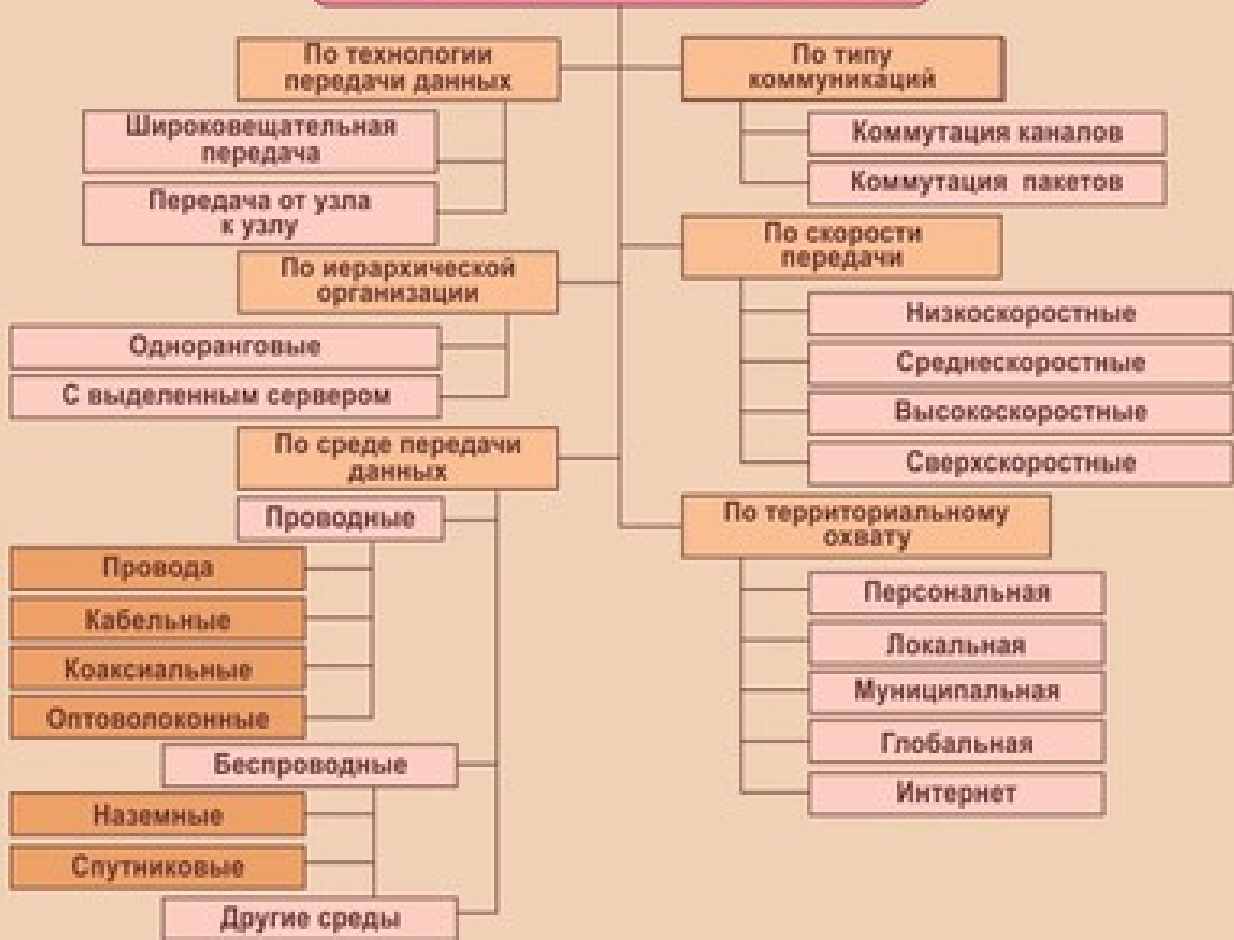 По технологии
передачи данных
Широковещательная
передача
Передача от узла
к узлу
По иерархической
организации
Одноранговые
С выделенным сервером
По среде передачи
данных
Проводные
Провода
Кабельные
Коаксиальные
Оптоволоконные
Беспроводные
Наземные
Спутниковые
Другие среды
По типу
коммуникаций
Коммутация каналов
Коммутация пакетов
По скорости
передачи
Низкоскоростные
Среднескоростные
Высокоскоростные
Сверхскоростные
По территориальному
охвату
Персональная
Локальная
Муниципальная
Глобальная
Интернет